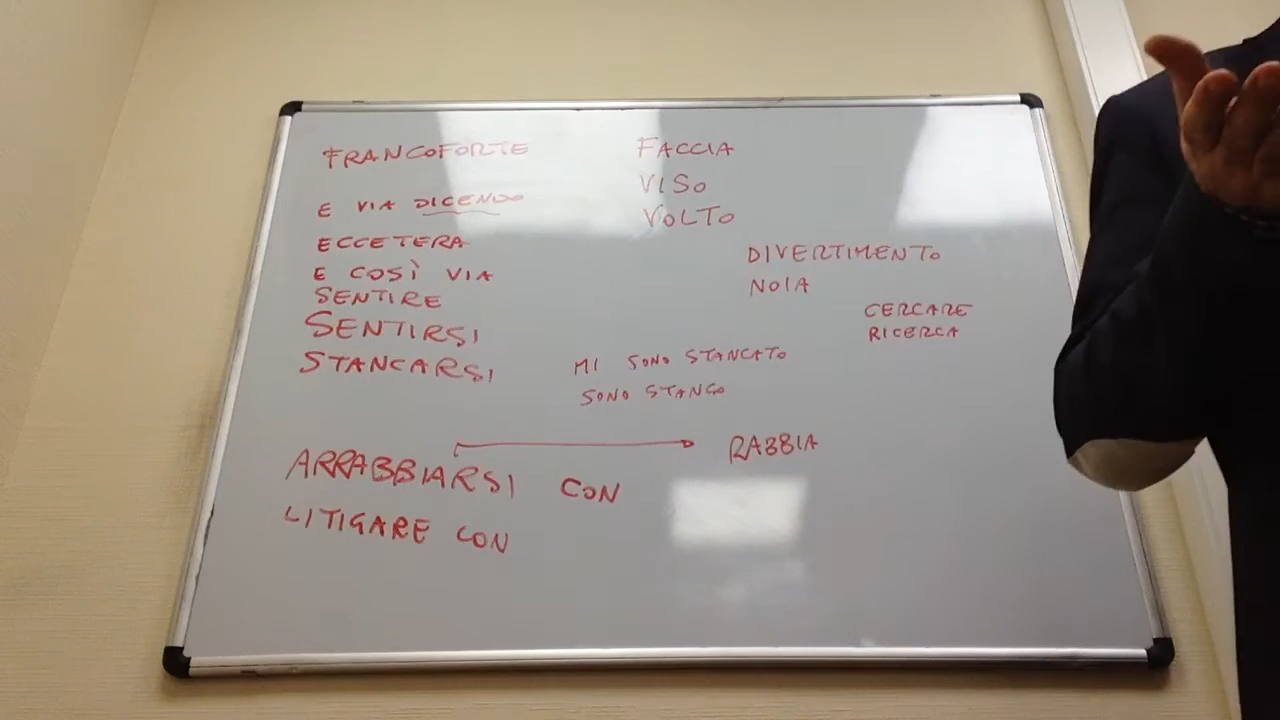 FRANCOFORTE
E VIA DICENDO
ECCETERA
E COSÌ VIA
SENTIRE
SENTIRSI
STANCARSI
FACCIA
VISO
VOLTO
DIVERTIMENTO
NOIA
CERCARE
RICERCA
MI SONO STANCATO
SONO STANCO
ARRABBIARSI CON
RABBIA
LITIGARE CON